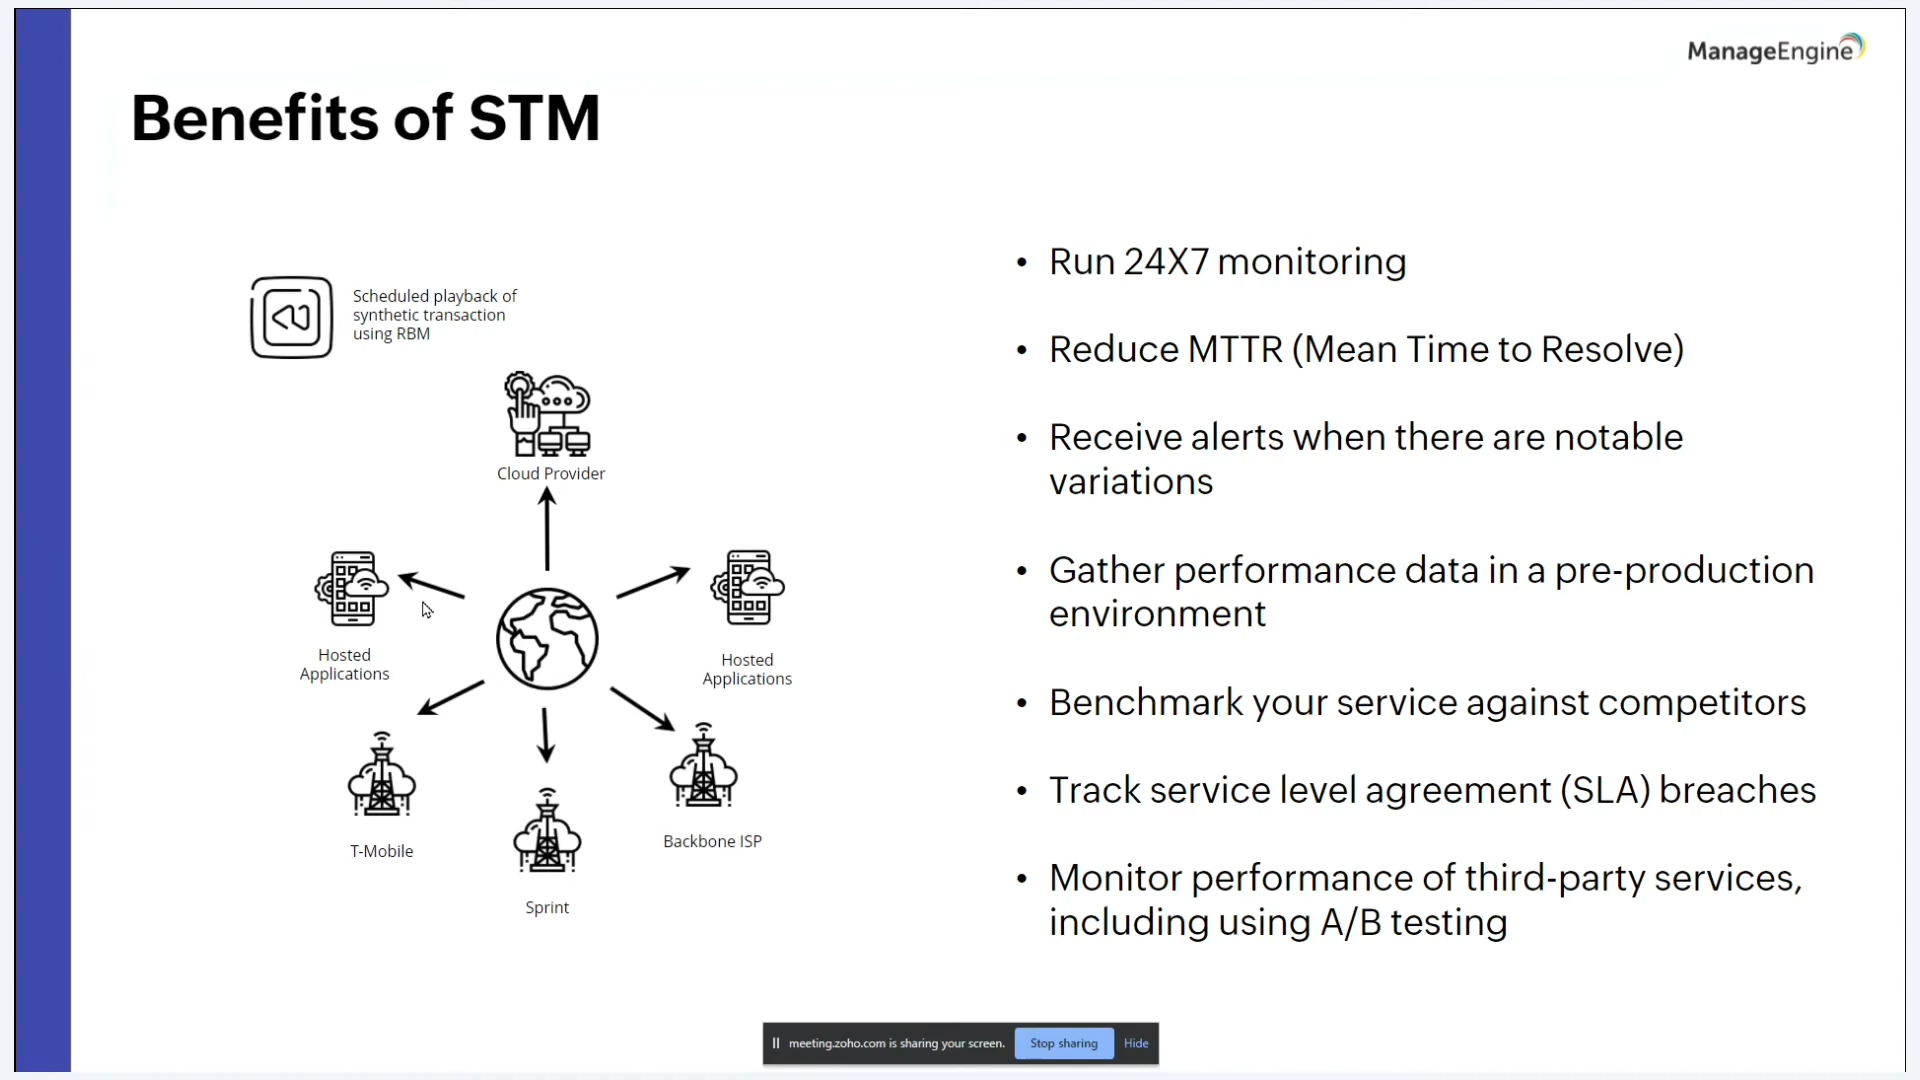 ManageEngine
Benefits of STM
Scheduled playback of
synthetic transaction
using RBM
Cloud Provider
Hosted
Applications
Hosted
Applications
T-Mobile
Sprint
Backbone ISP
• Run 24X7 monitoring
• Reduce MTTR (Mean Time to Resolve)
• Receive alerts when there are notable
variations
• Gather performance data in a pre-production
environment
• Benchmark your service against competitors
• Track service level agreement (SLA) breaches
• Monitor performance of third-party services,
including using A/B testing
meeting.zoho.com is sharing your screen. Stop sharing Hide